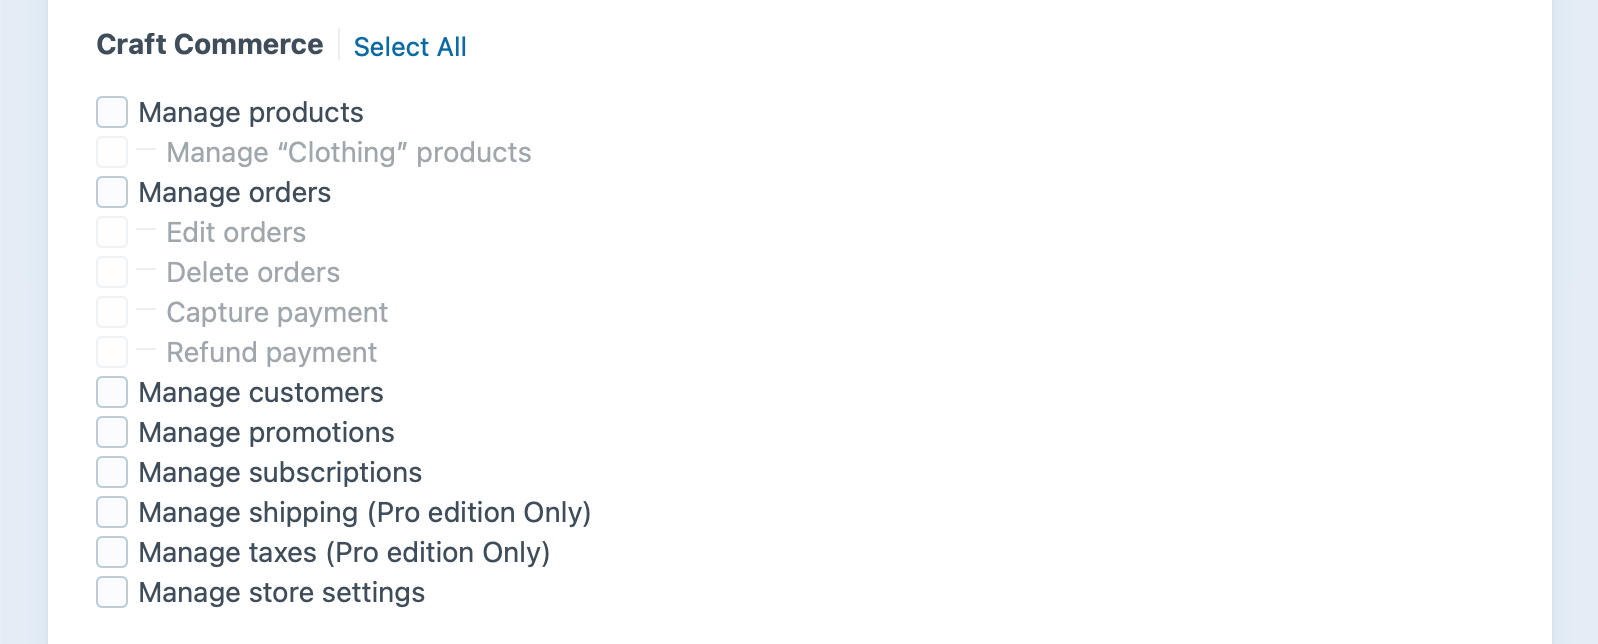 Craft Commerce Select All
Manage products
Manage “Clothing” products
Manage orders
Edit orders
Delete orders
Capture payment
Refund payment
Manage customers
Manage promotions
Manage subscriptions
Manage shipping (Pro edition Only)
Manage taxes (Pro edition Only)
Manage store settings